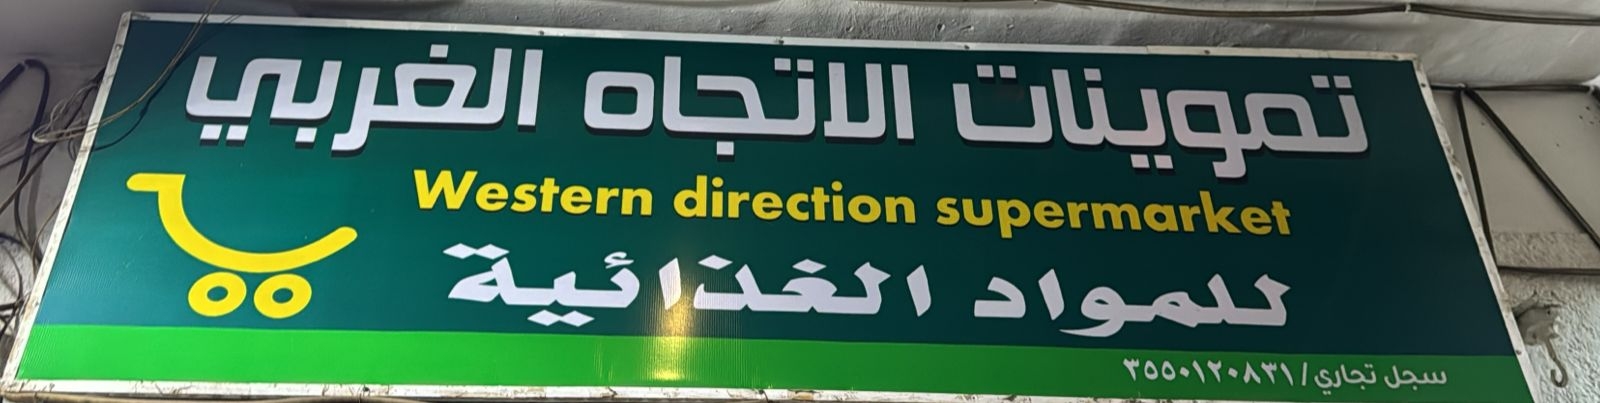 تموينات الاتجاه الغربي
Western direction supermarket
للمواد الغذائية
سجل تجاري / ٣٥٥٠١٢٠٨٣١